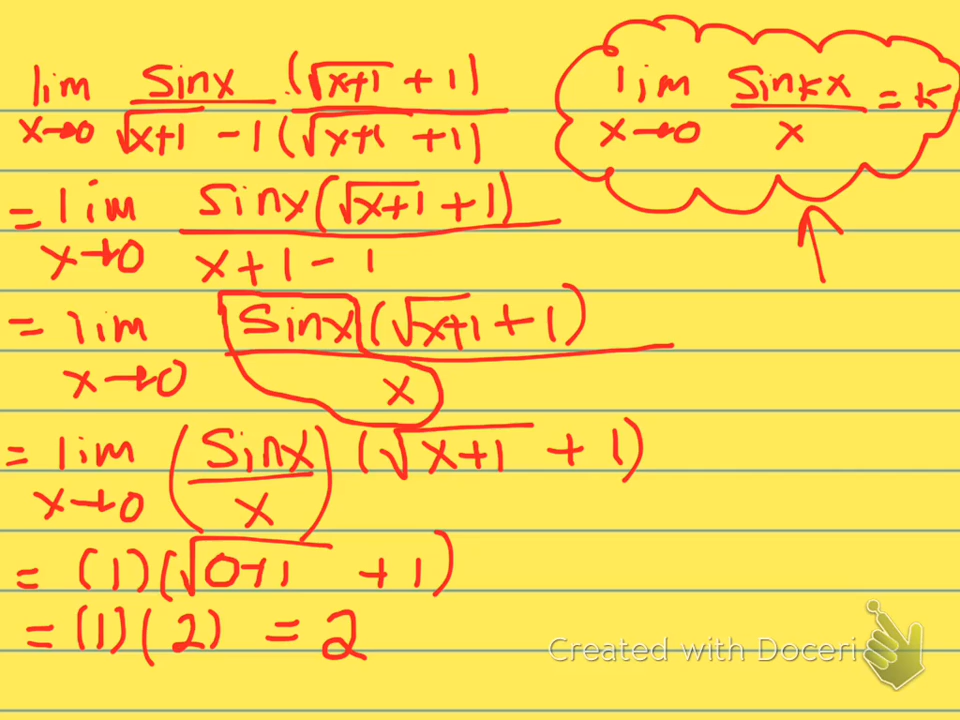 lim x→0 sinx / (√(x+1) - 1) · (√(x+1) + 1) / (√(x+1) + 1)
lim x→0 sinkx / x = k
= lim x→0 sinx(√(x+1) + 1) / (x+1-1)
= lim x→0 sinx(√(x+1) + 1) / x
= lim x→0 (sinx / x) (√(x+1) + 1)
= (1)(√(0+1) + 1)
= (1)(2) = 2
Created with Doceri